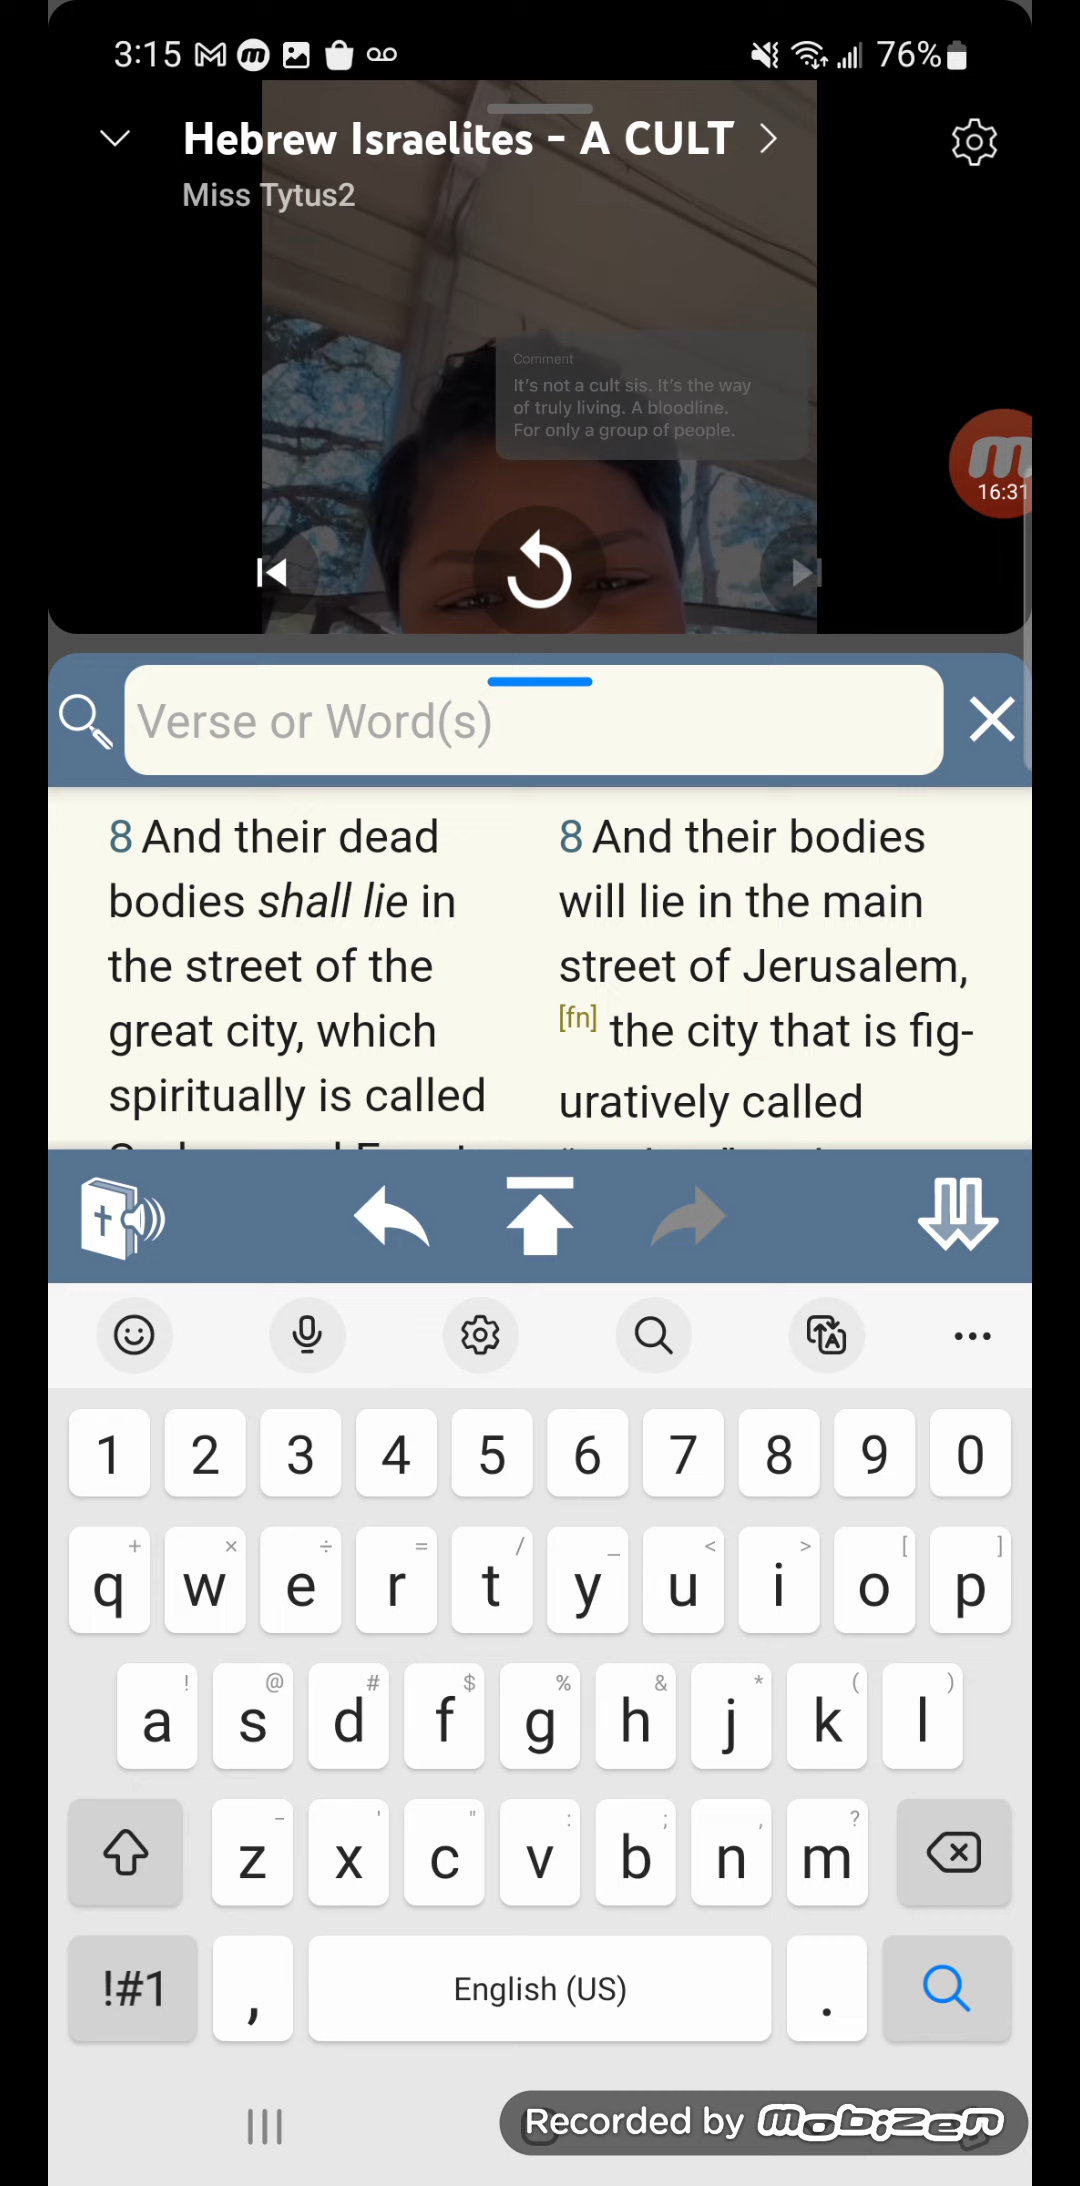 3:15
76%
Hebrew Israelites - A CULT
Miss Tytus2
Comment
It's not a cult sis. It's the way
of truly living. A bloodline.
For only a group of people.
m
16:31
Verse or Word(s)
8 And their dead
bodies shall lie in
the street of the
great city, which
spiritually is called
8 And their bodies
will lie in the main
street of Jerusalem,
[fn] the city that is fig-
uratively called
1 2 3 4 5 6 7 8 9 0
+ × ÷ = / _ < > [ ]
q w e r t y u i o p
! @ # $ % & * ( )
a s d f g h j k l
- ' " : ; , ?
z x c v b n m
!#1 , English (US) .
Recorded by mobizen